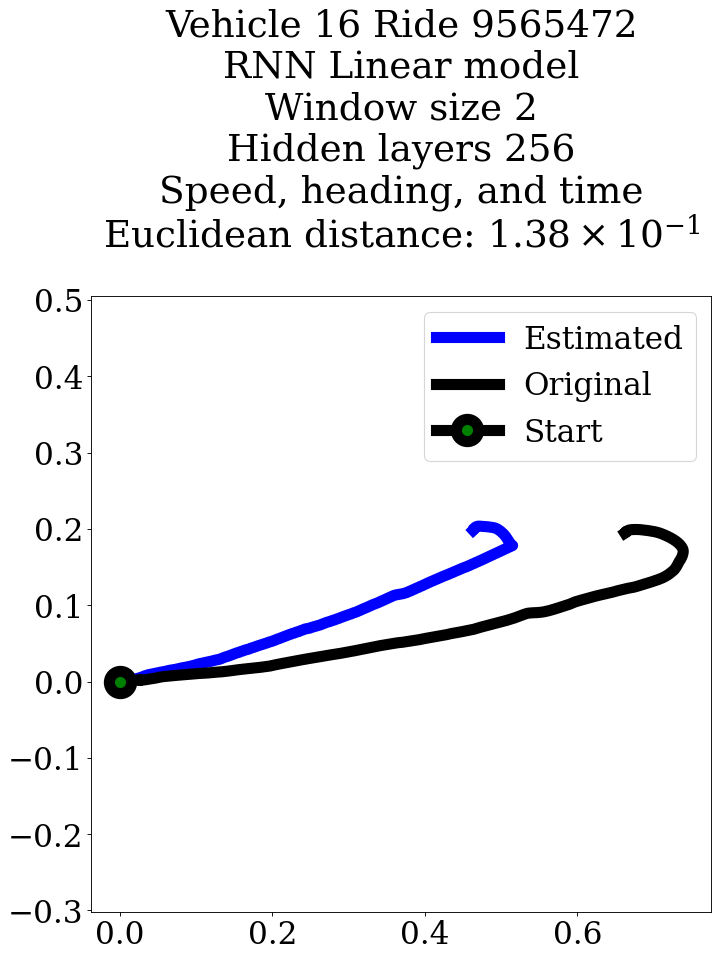 Vehicle 16 Ride 9565472
RNN Linear model
Window size 2
Hidden layers 256
Speed, heading, and time
Euclidean distance: 1.38 × 10⁻¹
0.5
0.4
0.3
0.2
0.1
0.0
−0.1
−0.2
−0.3
Estimated
Original
Start
0.0 0.2 0.4 0.6